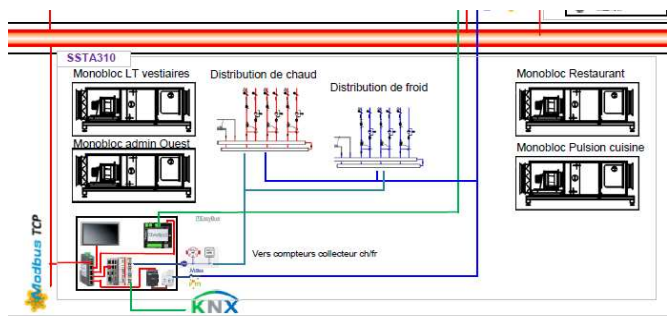 SSTA310
Monobloc LT vestiaires
Distribution de chaud
Distribution de froid
Monobloc Restaurant
Monobloc admin Ouest
Monobloc Pulsion cuisine
Modbus TCP
Vers compteurs collecteur ch/fr
KNX